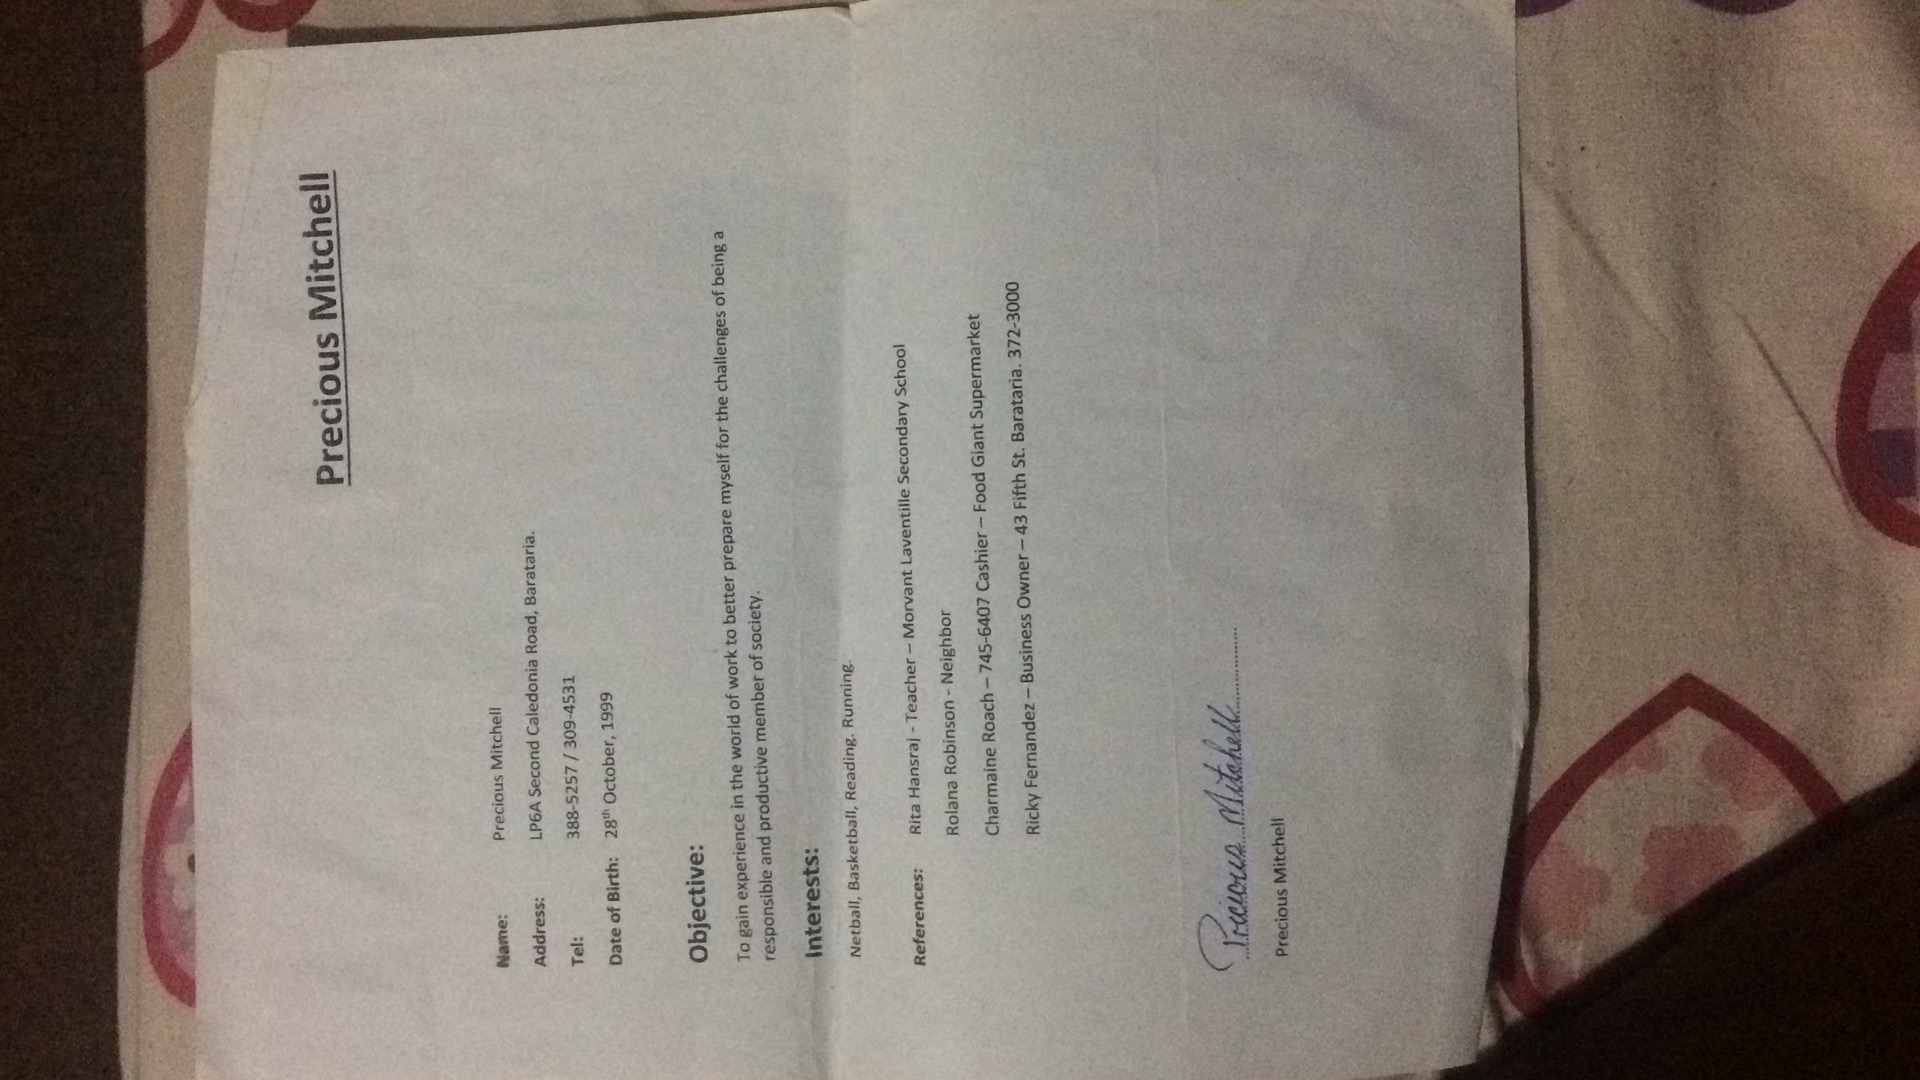 Precious Mitchell
Name: Precious Mitchell
Address: LP6A Second Caledonia Road, Barataria.
Tel: 388-5257 / 309-4531
Date of Birth: 28th October, 1999
Objective:
To gain experience in the world of work to better prepare myself for the challenges of being a
responsible and productive member of society.
Interests:
Netball, Basketball, Reading. Running.
References: Rita Hansraj - Teacher – Morvant Laventille Secondary School
Rolana Robinson - Neighbor
Charmaine Roach – 745-6407 Cashier – Food Giant Supermarket
Ricky Fernandez – Business Owner – 43 Fifth St. Barataria. 372-3000
Precious Mitchell
Precious Mitchell